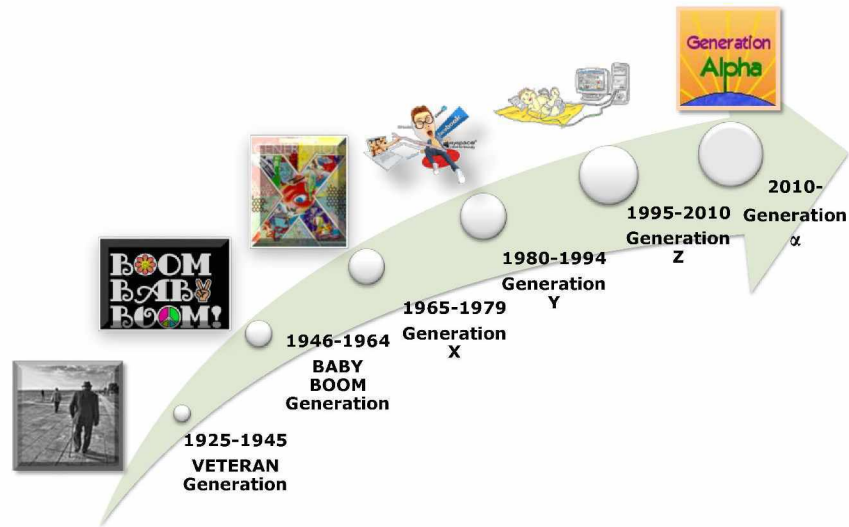 Generation
Alpha
BOOM
BABY
BOOM!
1925-1945
VETERAN
Generation
1946-1964
BABY
BOOM
Generation
1965-1979
Generation
X
1980-1994
Generation
Y
1995-2010
Generation
Z
2010-
Generation
α